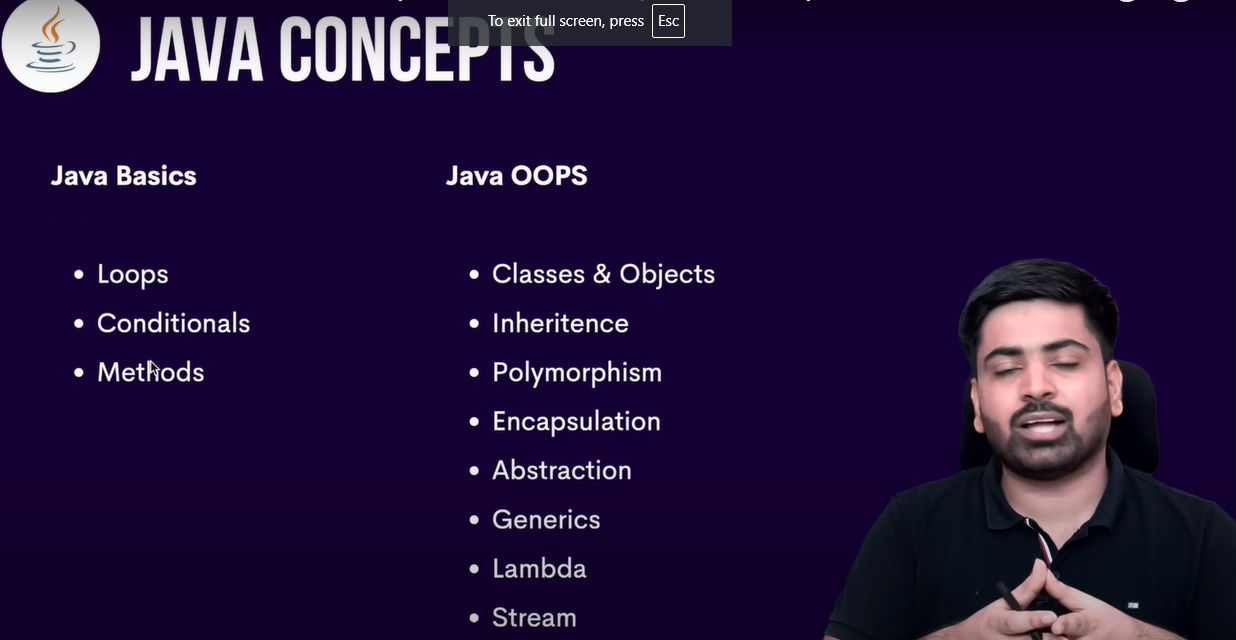 To exit full screen, press Esc
JAVA CONCEPTS
Java Basics
Loops
Conditionals
Methods
Java OOPS
Classes & Objects
Inheritence
Polymorphism
Encapsulation
Abstraction
Generics
Lambda
Stream